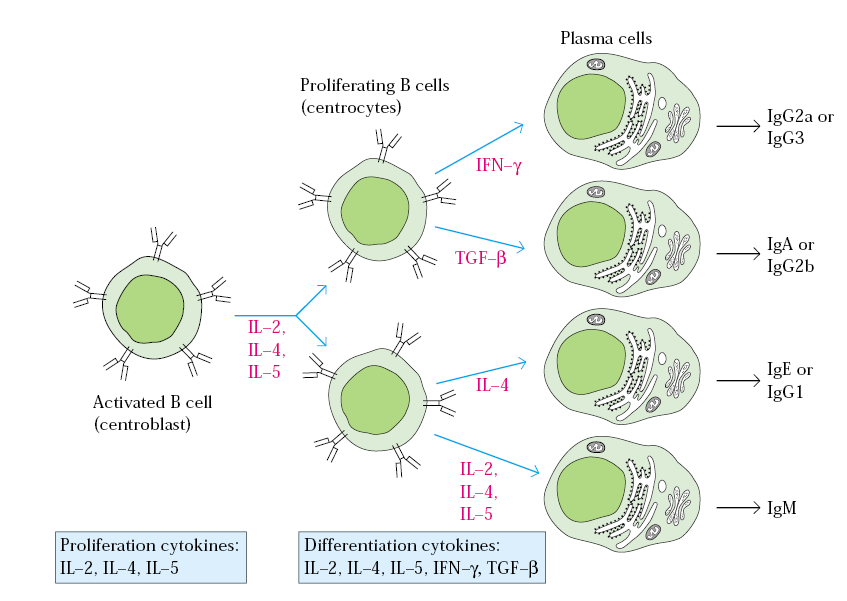 Plasma cells
Proliferating B cells
(centrocytes)
IFN–γ
IgG2a or
IgG3
TGF–β
IgA or
IgG2b
IL–2,
IL–4,
IL–5
Activated B cell
(centroblast)
IL–4
IgE or
IgG1
IL–2,
IL–4,
IL–5
IgM
Proliferation cytokines:
IL–2, IL–4, IL–5
Differentiation cytokines:
IL–2, IL–4, IL–5, IFN–γ, TGF–β